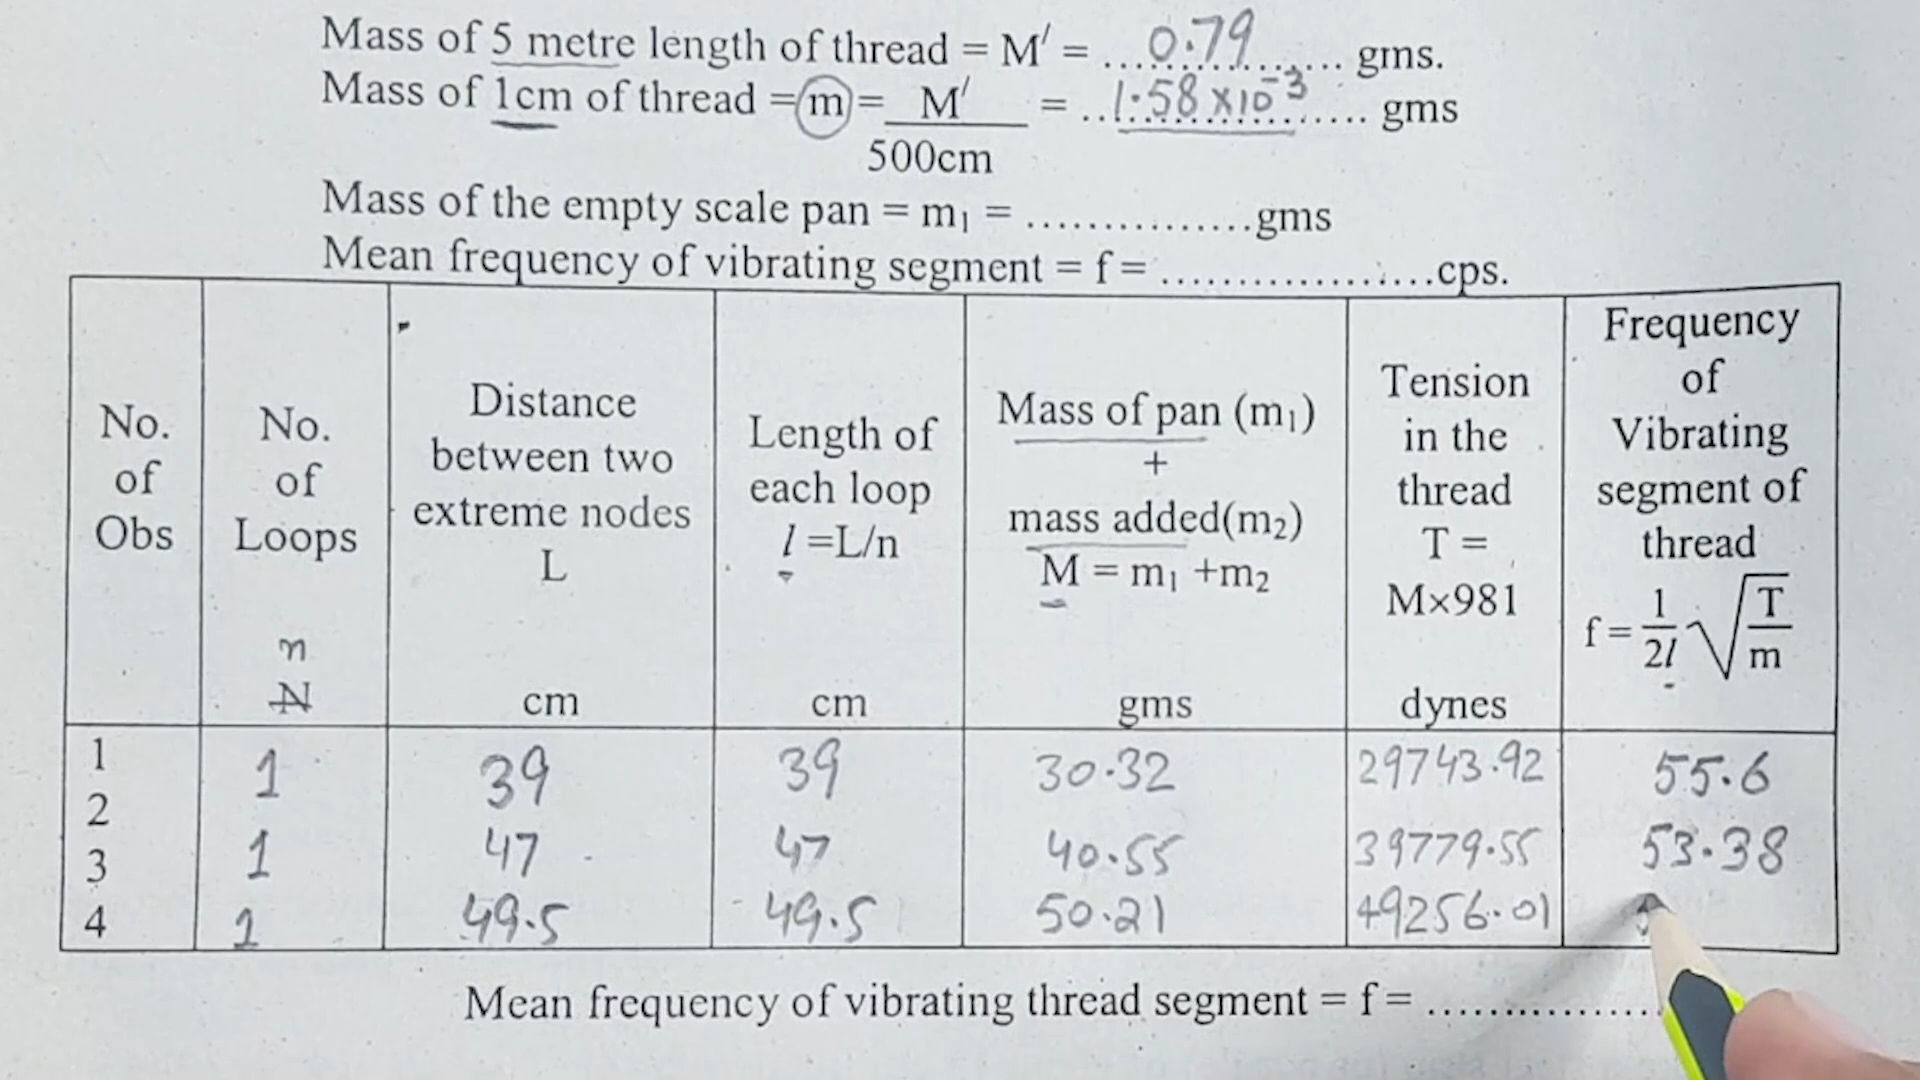 Mass of 5 metre length of thread = M′ = ....0.79.... gms.
Mass of 1cm of thread = m = M′ = ..1.58×10⁻³.... gms
500cm
Mass of the empty scale pan = m₁ = ...............gms
Mean frequency of vibrating segment = f = ..................cps.
No. of Obs
No. of Loops
n
N
Distance between two extreme nodes L
cm
Length of each loop l =L/n
cm
Mass of pan (m₁)
+
mass added(m₂)
M = m₁ +m₂
gms
Tension in the thread T = M×981
dynes
Frequency of Vibrating segment of thread
f = 1/2l √T/m
1 1 39 39 30.32 29743.92 55.6
2
3 1 47 47 40.55 39779.55 53.38
4 1 49.5 49.5 50.21 49256.01
Mean frequency of vibrating thread segment = f = ...............